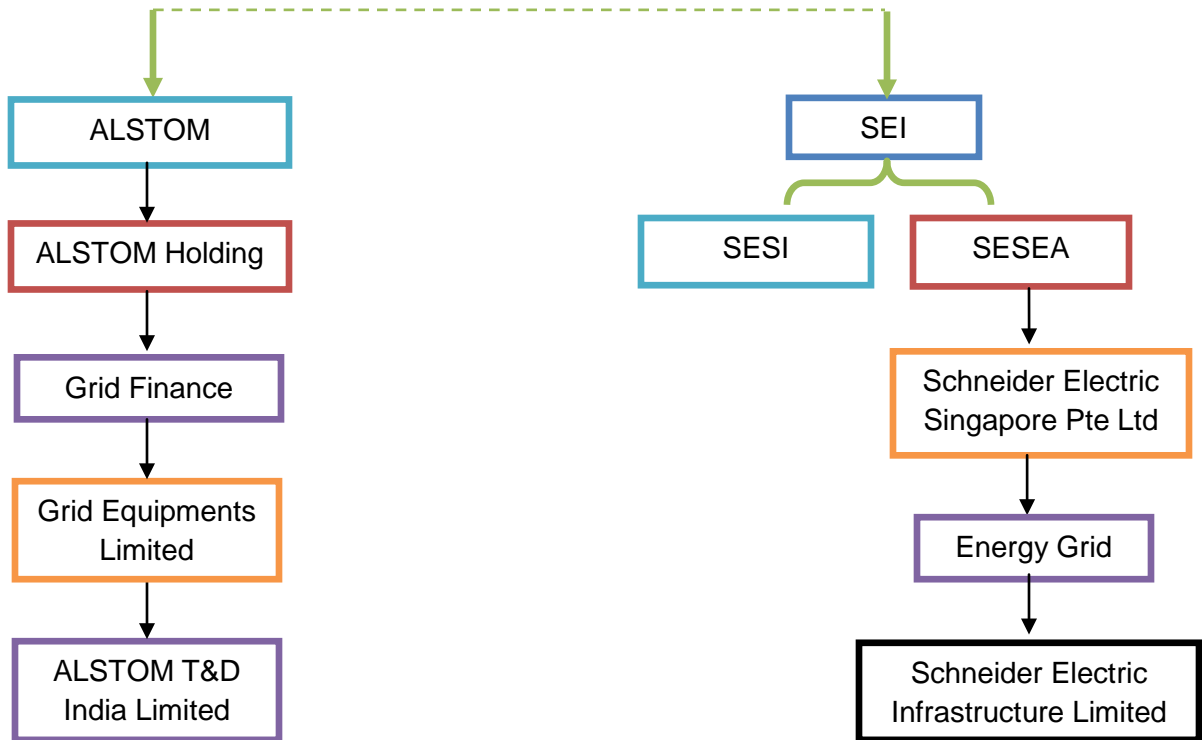 ALSTOM
SEI
ALSTOM Holding
SESI
SESEA
Grid Finance
Schneider Electric
Singapore Pte Ltd
Grid Equipments
Limited
Energy Grid
ALSTOM T&D
India Limited
Schneider Electric
Infrastructure Limited